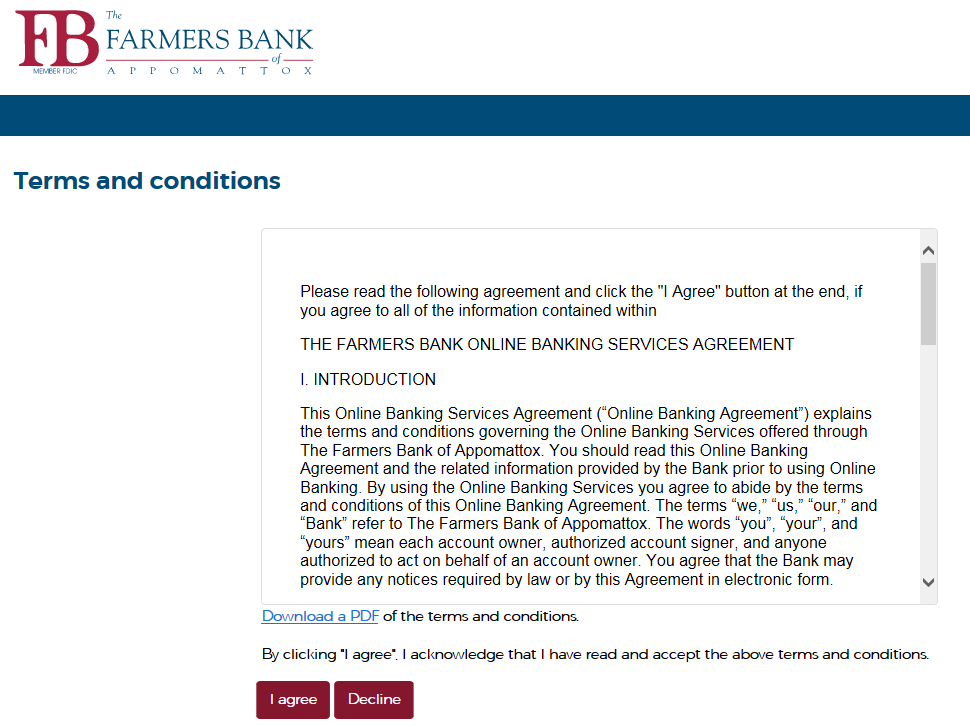 The
FB FARMERS BANK
of
MEMBER FDIC APPOMATTOX
Terms and conditions
Please read the following agreement and click the "I Agree" button at the end, if
you agree to all of the information contained within
THE FARMERS BANK ONLINE BANKING SERVICES AGREEMENT
I. INTRODUCTION
This Online Banking Services Agreement (“Online Banking Agreement”) explains
the terms and conditions governing the Online Banking Services offered through
The Farmers Bank of Appomattox. You should read this Online Banking
Agreement and the related information provided by the Bank prior to using Online
Banking. By using the Online Banking Services you agree to abide by the terms
and conditions of this Online Banking Agreement. The terms “we,” “us,” “our,” and
“Bank” refer to The Farmers Bank of Appomattox. The words “you”, “your”, and
“yours” mean each account owner, authorized account signer, and anyone
authorized to act on behalf of an account owner. You agree that the Bank may
provide any notices required by law or by this Agreement in electronic form.
Download a PDF of the terms and conditions.
By clicking "I agree", I acknowledge that I have read and accept the above terms and conditions.
I agree Decline